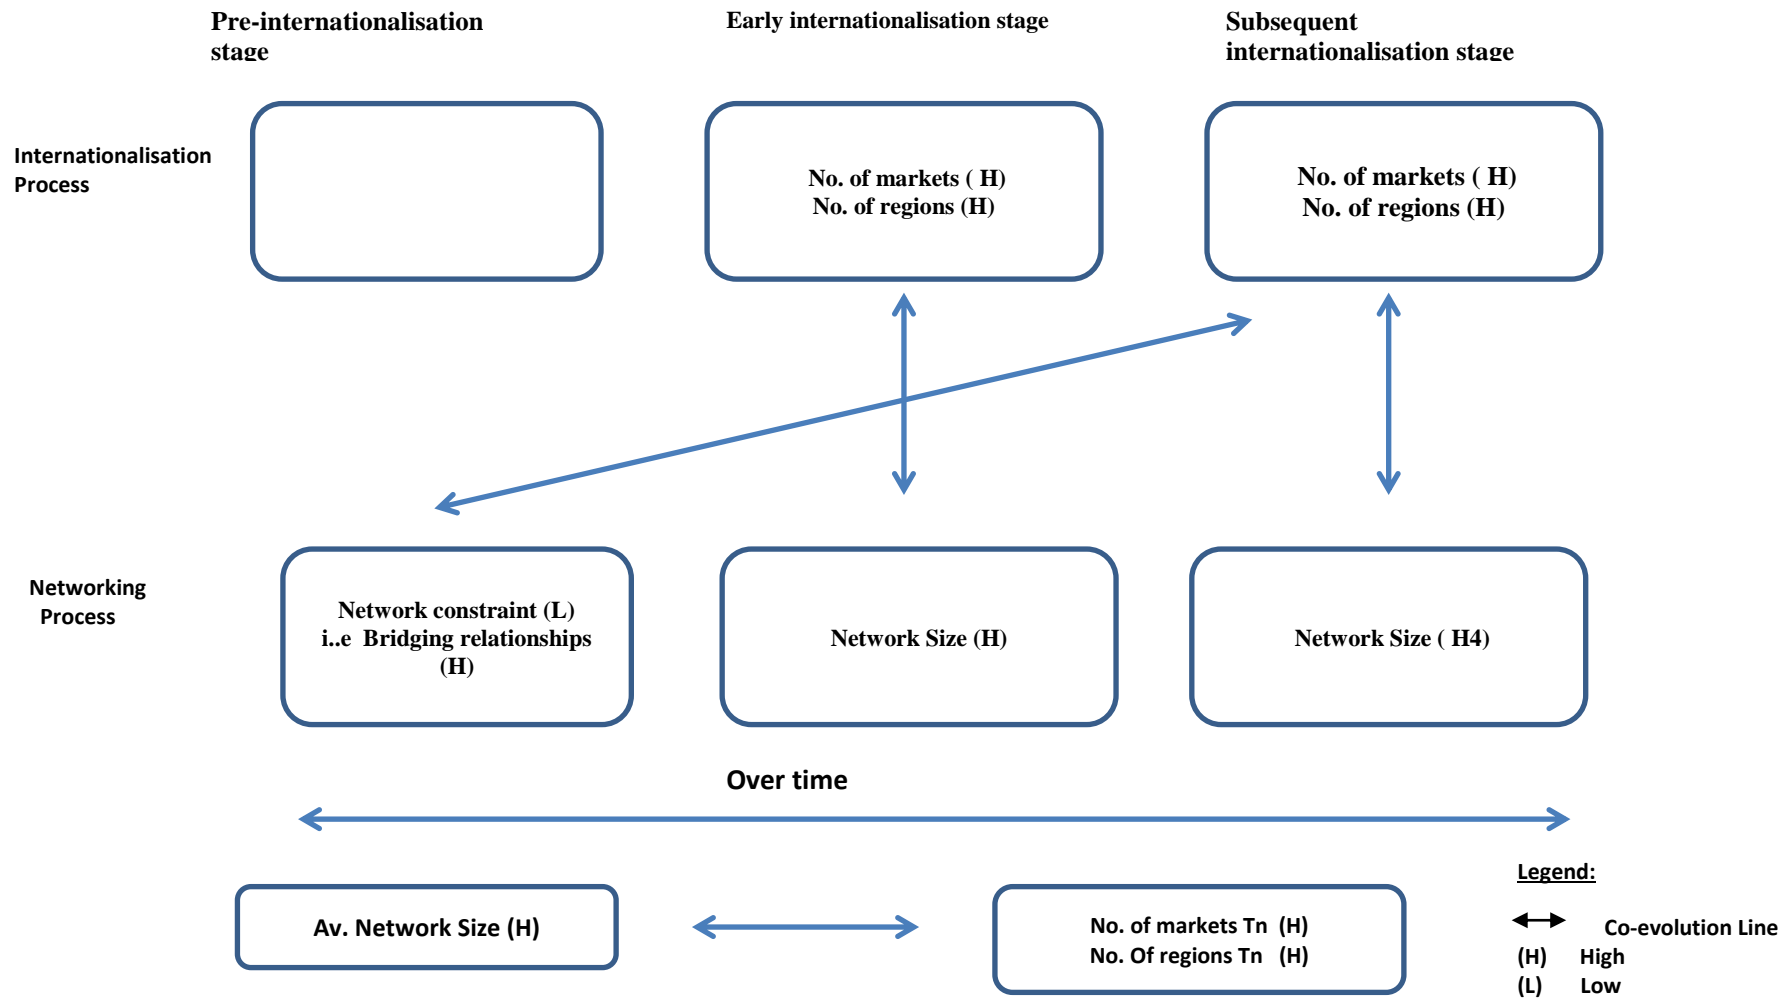 Pre-internationalisation
stage
Early internationalisation stage
Subsequent
internationalisation stage
Internationalisation
Process
No. of markets ( H)
No. of regions (H)
No. of markets ( H)
No. of regions (H)
Networking
Process
Network constraint (L)
i..e Bridging relationships
(H)
Network Size (H)
Network Size ( H4)
Over time
Av. Network Size (H)
No. of markets Tn (H)
No. Of regions Tn (H)
Legend:
Co-evolution Line
(H) High
(L) Low